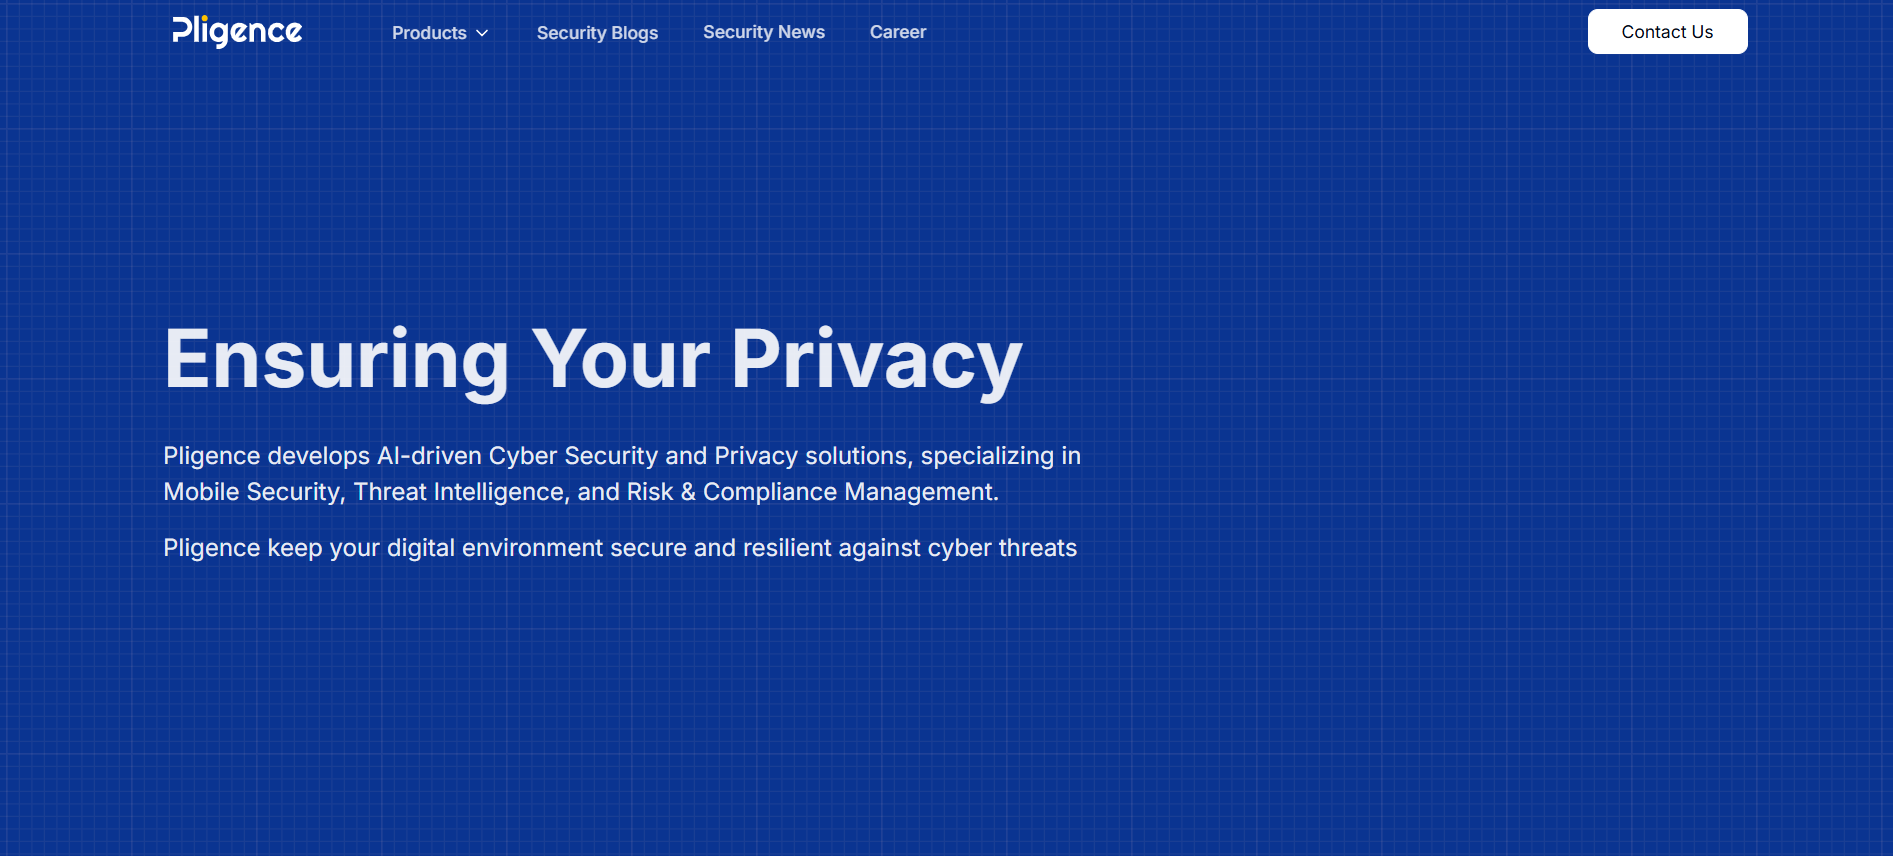 Pligence
Products
Security Blogs
Security News
Career
Contact Us
Ensuring Your Privacy
Pligence develops AI-driven Cyber Security and Privacy solutions, specializing in
Mobile Security, Threat Intelligence, and Risk & Compliance Management.
Pligence keep your digital environment secure and resilient against cyber threats